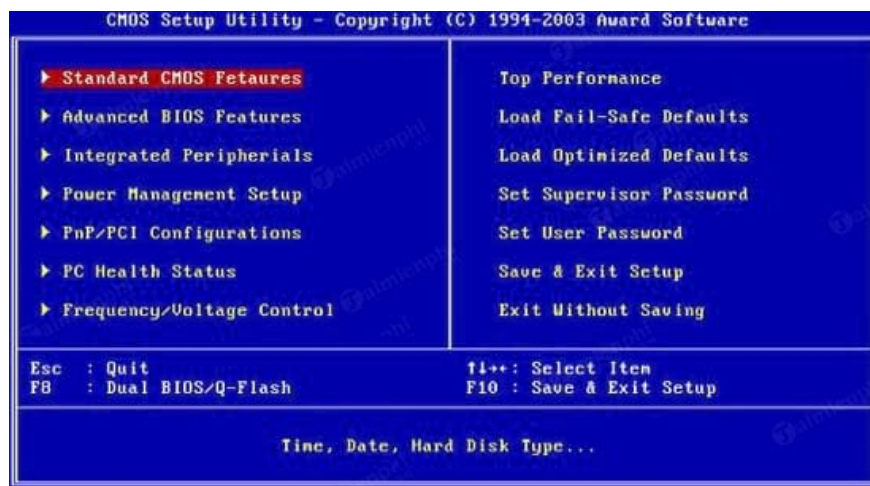 CMOS Setup Utility - Copyright (C) 1994-2003 Award Software
Standard CMOS Fetaures
Advanced BIOS Features
Integrated Peripherials
Power Management Setup
PnP/PCI Configurations
PC Health Status
Frequency/Voltage Control
Top Performance
Load Fail-Safe Defaults
Load Optimized Defaults
Set Supervisor Password
Set User Password
Save & Exit Setup
Exit Without Saving
Esc : Quit
F8 : Dual BIOS/Q-Flash
↑↓→←: Select Item
F10 : Save & Exit Setup
Time, Date, Hard Disk Type...
Taimienphi